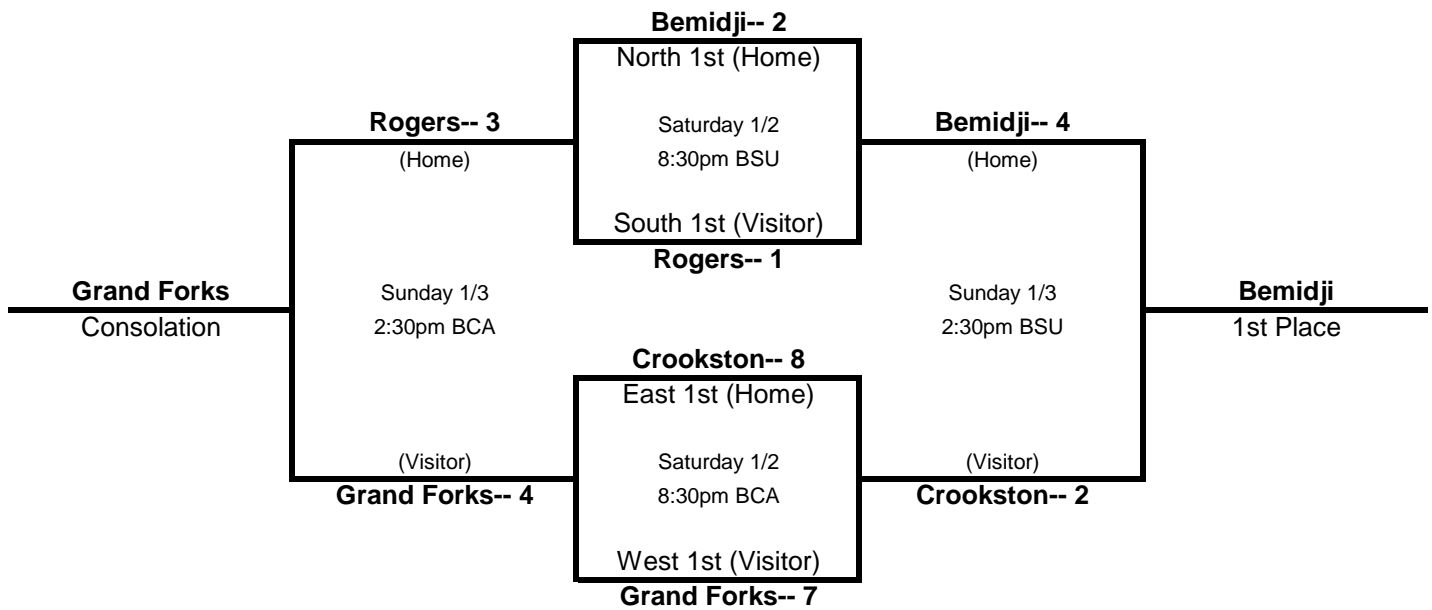 Bemidji-- 2
North 1st (Home)
Rogers-- 3
Saturday 1/2
Bemidji-- 4
(Home)
8:30pm BSU
(Home)
South 1st (Visitor)
Rogers-- 1
Grand Forks
Sunday 1/3
Sunday 1/3
Bemidji
Consolation
2:30pm BCA
2:30pm BSU
1st Place
Crookston-- 8
East 1st (Home)
(Visitor)
Saturday 1/2
(Visitor)
Grand Forks-- 4
8:30pm BCA
Crookston-- 2
West 1st (Visitor)
Grand Forks-- 7